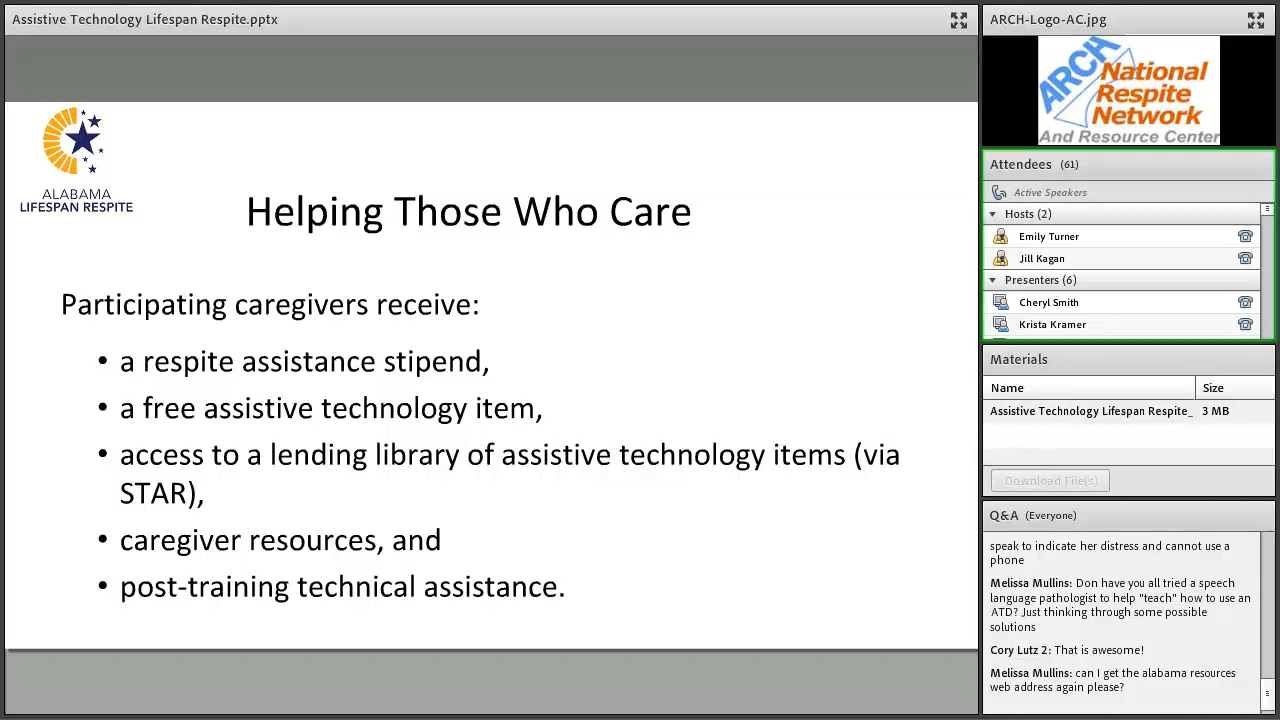 Assistive Technology Lifespan Respite.pptx
ALABAMA
LIFESPAN RESPITE
Helping Those Who Care
Participating caregivers receive:
• a respite assistance stipend,
• a free assistive technology item,
• access to a lending library of assistive technology items (via
STAR),
• caregiver resources, and
• post-training technical assistance.
ARCH-Logo-AC.jpg
ARCH
National
Respite
Network
And Resource Center
Attendees (61)
Active Speakers
Hosts (2)
Emily Turner
Jill Kagan
Presenters (6)
Cheryl Smith
Krista Kramer
Materials
Name Size
Assistive Technology Lifespan Respite_ 3 MB
Download File(s)
Q&A (Everyone)
speak to indicate her distress and cannot use a
phone
Melissa Mullins: Don have you all tried a speech
language pathologist to help "teach" how to use an
ATD? Just thinking through some possible
solutions
Cory Lutz 2: That is awesome!
Melissa Mullins: can I get the alabama resources
web address again please?